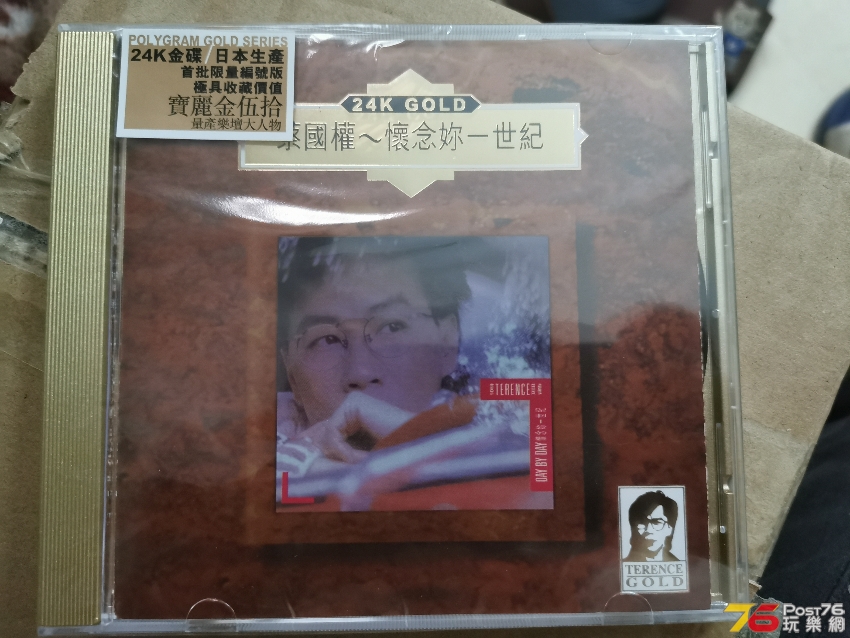 POLYGRAM GOLD SERIES
24K金碟/日本生產
首批限量編號版
極具收藏價值
寶麗金伍拾
量產樂壇大人物
24K GOLD
蔡國權～懷念妳一世紀
TERENCE
DAY BY DAY
TERENCE
GOLD
76 Post76
玩樂網